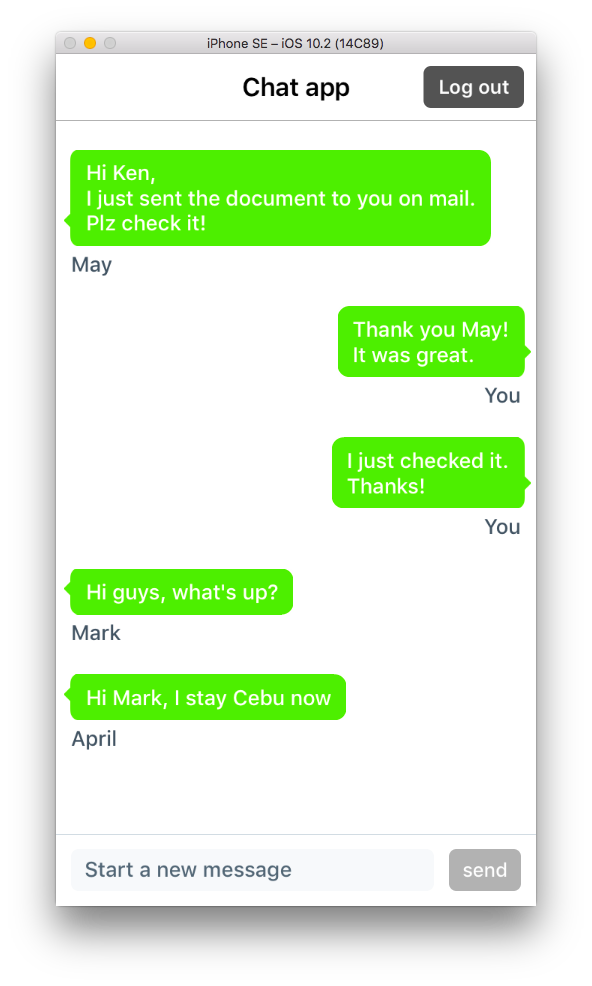 iPhone SE – iOS 10.2 (14C89)
Chat app
Log out
Hi Ken,
I just sent the document to you on mail.
Plz check it!
May
Thank you May!
It was great.
You
I just checked it.
Thanks!
You
Hi guys, what's up?
Mark
Hi Mark, I stay Cebu now
April
Start a new message
send